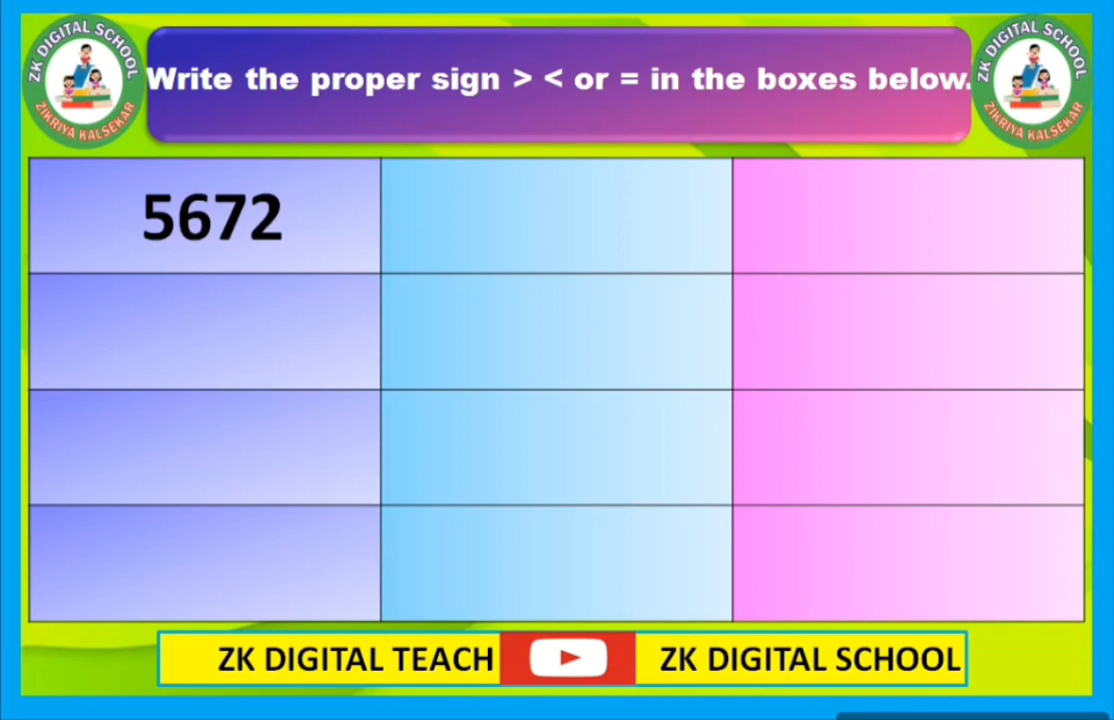 ZK DIGITAL SCHOOL
ZIKRIYA KALSEKAR
Write the proper sign > < or = in the boxes below.
ZK DIGITAL SCHOOL
ZIKRIYA KALSEKAR
5672
ZK DIGITAL TEACH
ZK DIGITAL SCHOOL